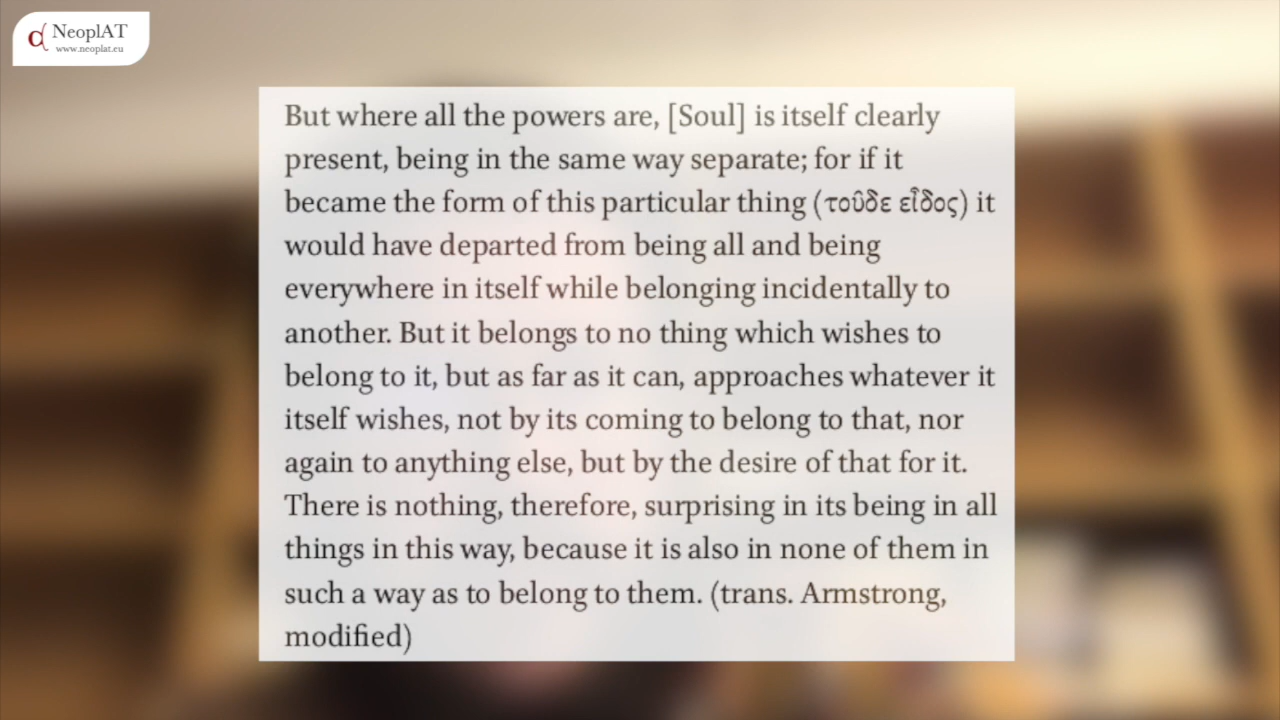 NeoplAT
www.neoplat.eu
But where all the powers are, [Soul] is itself clearly
present, being in the same way separate; for if it
became the form of this particular thing (τοῦδε εἶδος) it
would have departed from being all and being
everywhere in itself while belonging incidentally to
another. But it belongs to no thing which wishes to
belong to it, but as far as it can, approaches whatever it
itself wishes, not by its coming to belong to that, nor
again to anything else, but by the desire of that for it.
There is nothing, therefore, surprising in its being in all
things in this way, because it is also in none of them in
such a way as to belong to them. (trans. Armstrong,
modified)